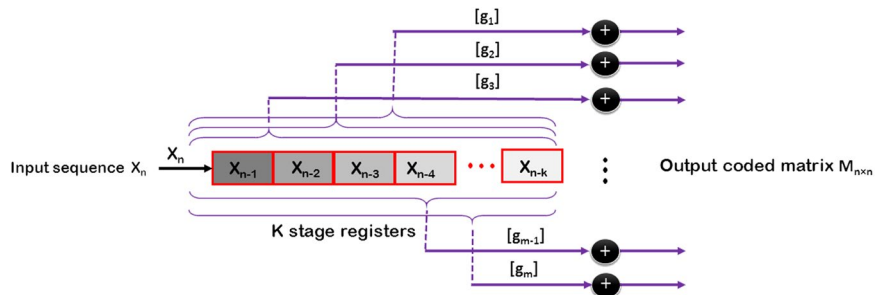 [g₁]
[g₂]
[g₃]
Input sequence Xₙ
Xₙ
Xₙ₋₁ Xₙ₋₂ Xₙ₋₃ Xₙ₋₄ ··· Xₙ₋ₖ
Output coded matrix Mₙₓₙ
K stage registers
[gₘ₋₁]
[gₘ]